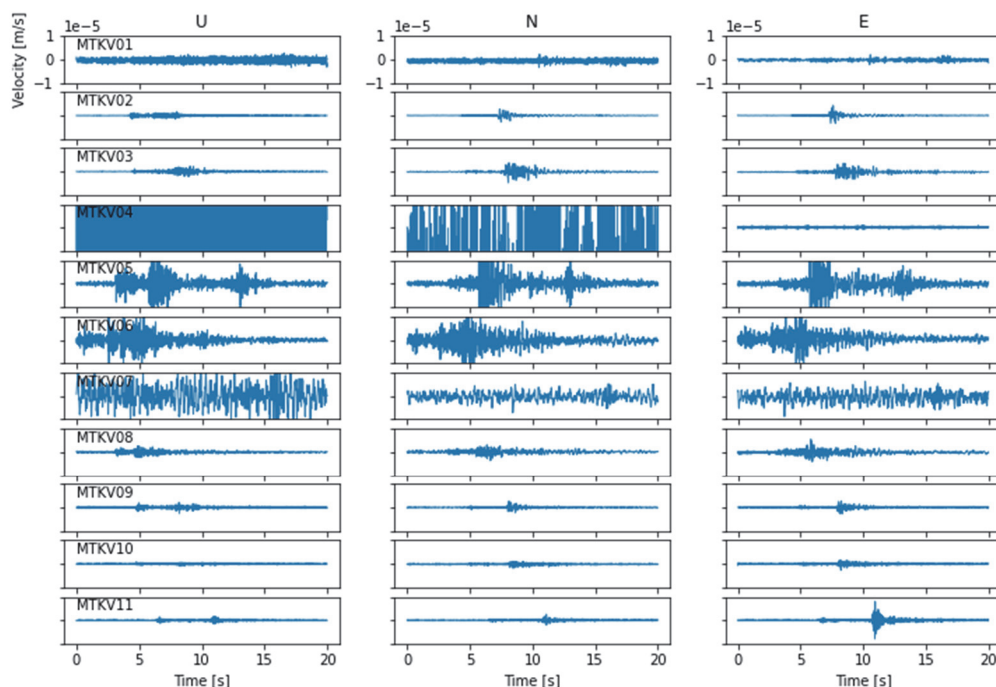 U N E
1e−5 1e−5 1e−5
Velocity [m/s]
1 1 1
0 0 0
−1 −1 −1
MTKV01
MTKV02
MTKV03
MTKV04
MTKV05
MTKV06
MTKV07
MTKV08
MTKV09
MTKV10
MTKV11
0 5 10 15 20 0 5 10 15 20 0 5 10 15 20
Time [s] Time [s] Time [s]